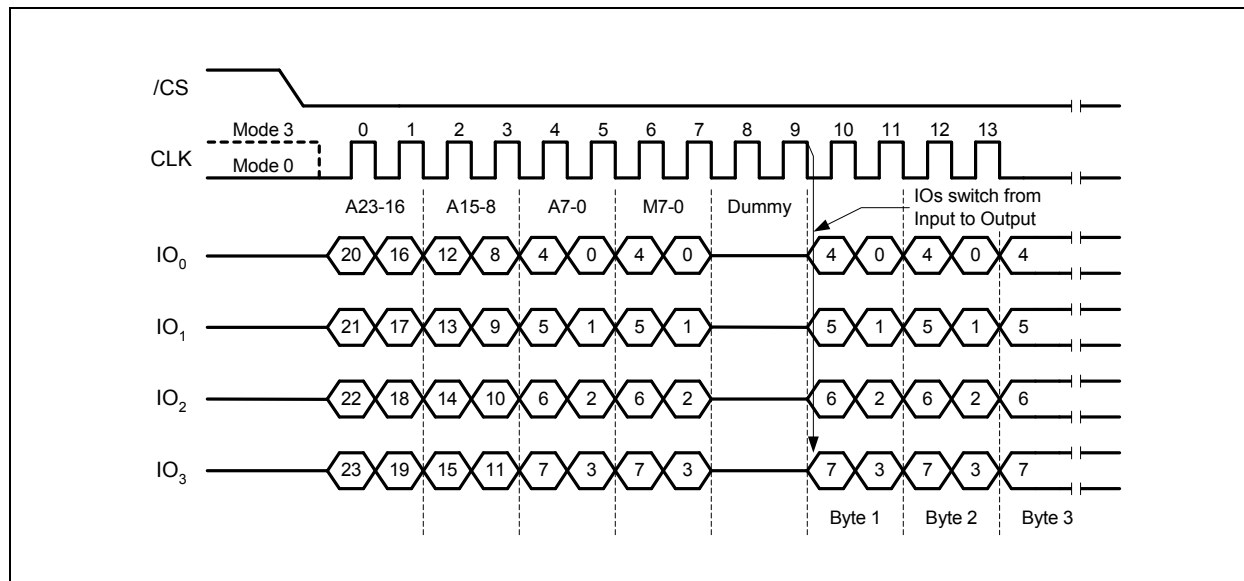 /CS
Mode 3 0 1 2 3 4 5 6 7 8 9 10 11 12 13
CLK
Mode 0
A23-16 A15-8 A7-0 M7-0 Dummy IOs switch from
Input to Output
IO0 20 16 12 8 4 0 4 0 4 0 4 0 4
IO1 21 17 13 9 5 1 5 1 5 1 5 1 5
IO2 22 18 14 10 6 2 6 2 6 2 6 2 6
IO3 23 19 15 11 7 3 7 3 7 3 7 3 7
Byte 1 Byte 2 Byte 3